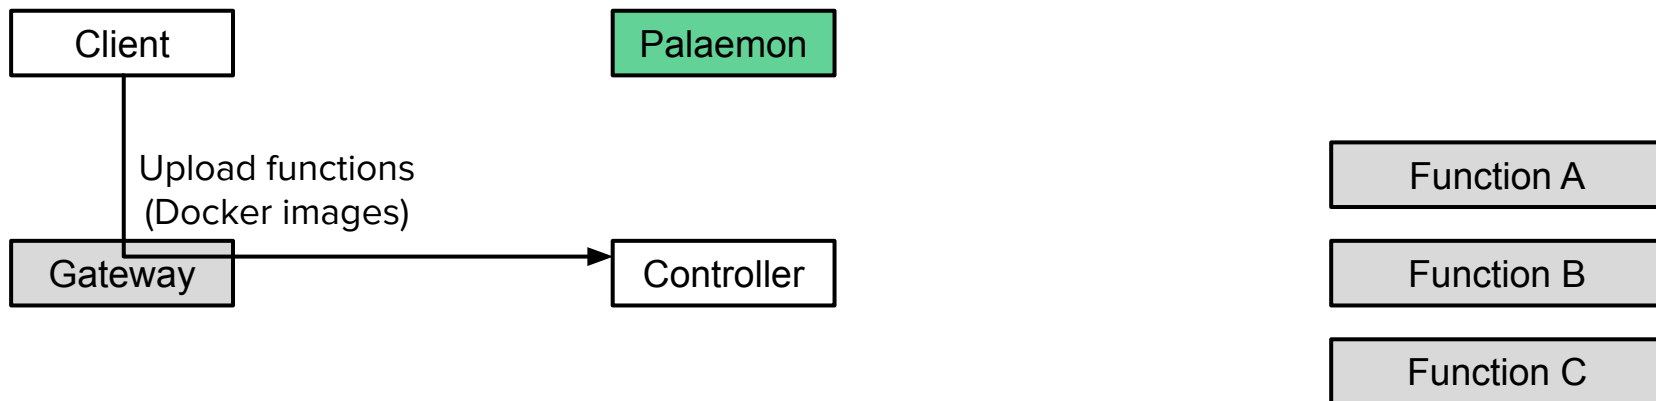 Client
Palaemon
Upload functions
(Docker images)
Function A
Gateway
Controller
Function B
Function C